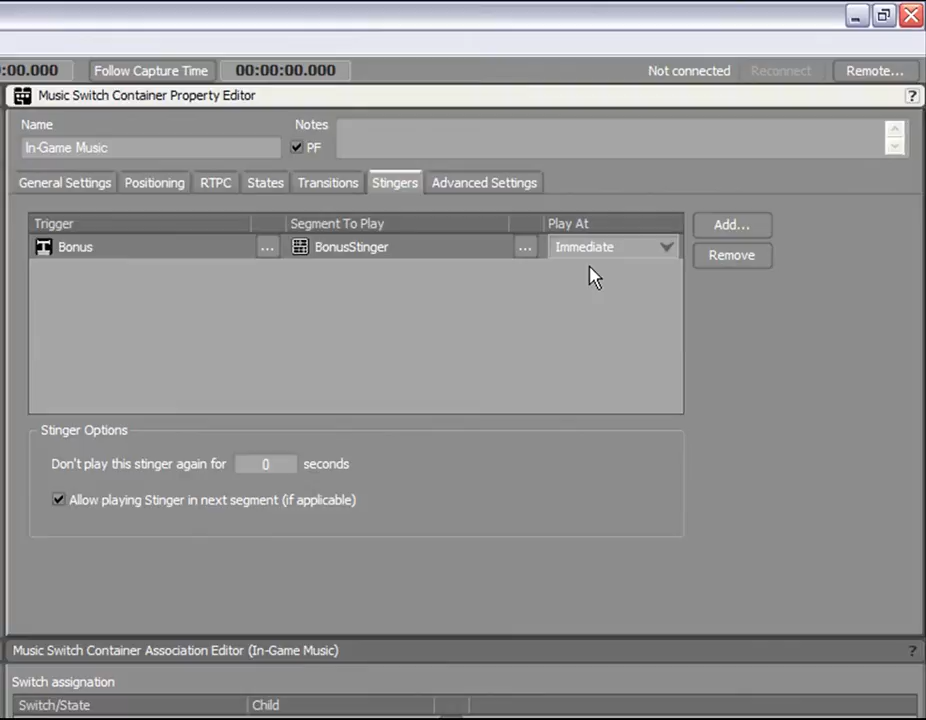 :00.000 Follow Capture Time 00:00:00.000 Not connected Reconnect Remote...
Music Switch Container Property Editor ?
Name Notes
In-Game Music PF
General Settings Positioning RTPC States Transitions Stingers Advanced Settings
Trigger Segment To Play Play At Add...
Bonus ... BonusStinger ... Immediate Remove
Stinger Options
Don't play this stinger again for 0 seconds
Allow playing Stinger in next segment (if applicable)
Music Switch Container Association Editor (In-Game Music) ?
Switch assignation
Switch/State Child